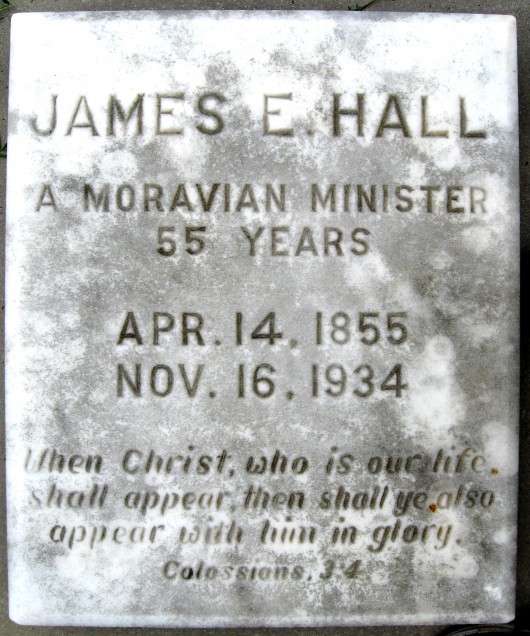 JAMES E. HALL
A MORAVIAN MINISTER
55 YEARS
APR. 14, 1855
NOV. 16, 1934
When Christ, who is our life,
shall appear, then shall ye also
appear with him in glory.
Colossians, 3:4